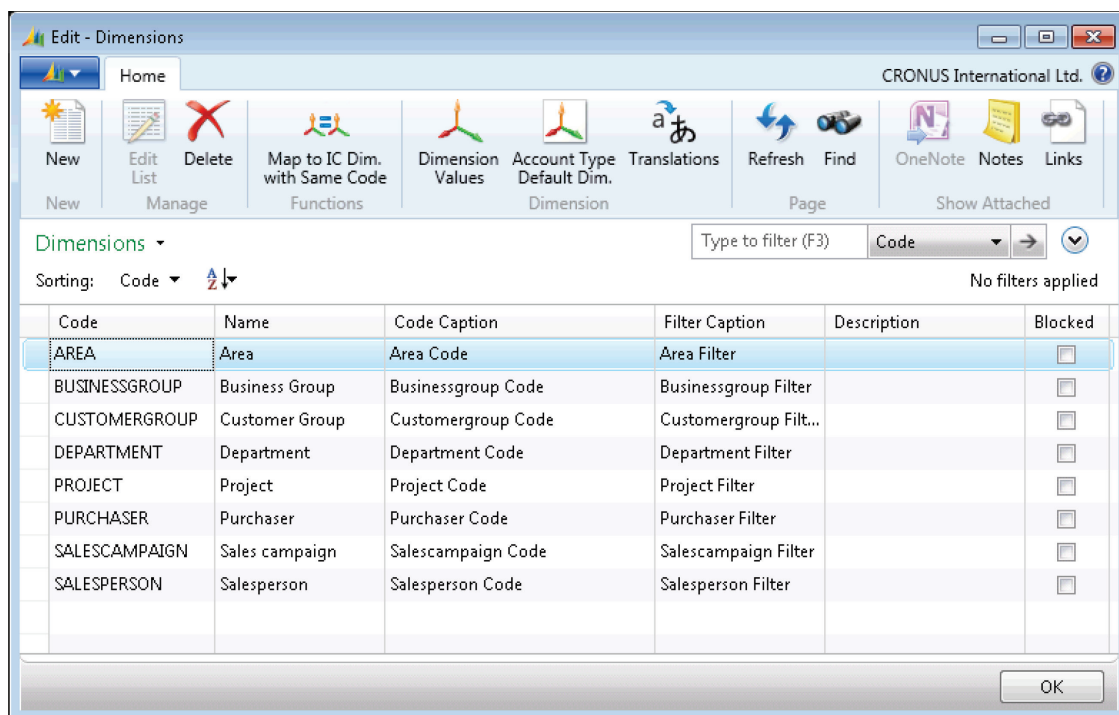 Edit - Dimensions
Home
CRONUS International Ltd.
New
Edit List
Delete
Map to IC Dim. with Same Code
Dimension Values
Account Type Default Dim.
Translations
Refresh
Find
OneNote
Notes
Links
New
Manage
Functions
Dimension
Page
Show Attached
Dimensions
Type to filter (F3)
Code
Sorting: Code
No filters applied
Code Name Code Caption Filter Caption Description Blocked
AREA Area Area Code Area Filter
BUSINESSGROUP Business Group Businessgroup Code Businessgroup Filter
CUSTOMERGROUP Customer Group Customergroup Code Customergroup Filt...
DEPARTMENT Department Department Code Department Filter
PROJECT Project Project Code Project Filter
PURCHASER Purchaser Purchaser Code Purchaser Filter
SALESCAMPAIGN Sales campaign Salescampaign Code Salescampaign Filter
SALESPERSON Salesperson Salesperson Code Salesperson Filter
OK